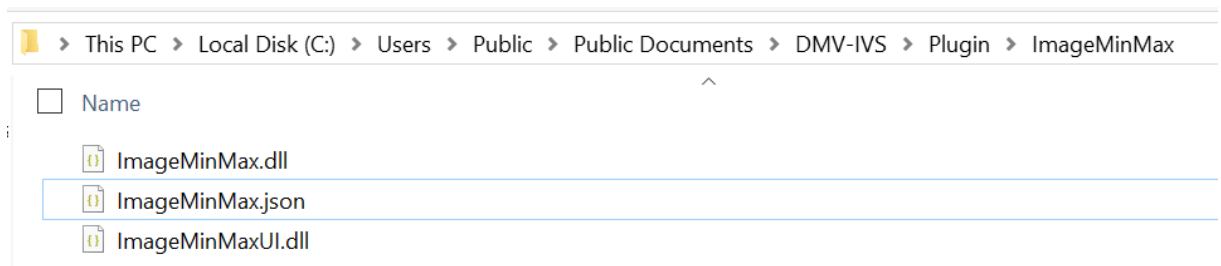 This PC > Local Disk (C:) > Users > Public > Public Documents > DMV-IVS > Plugin > ImageMinMax
Name
ImageMinMax.dll
ImageMinMax.json
ImageMinMaxUI.dll